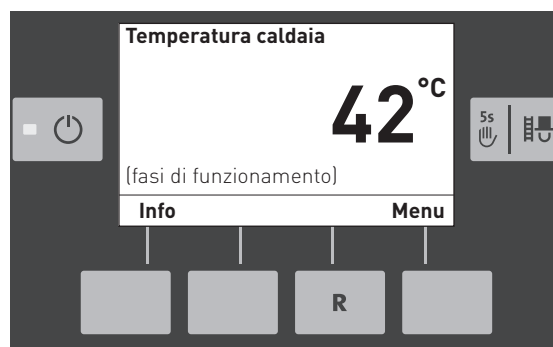 Temperatura caldaia
42 °C
5s
(fasi di funzionamento)
Info Menu
R